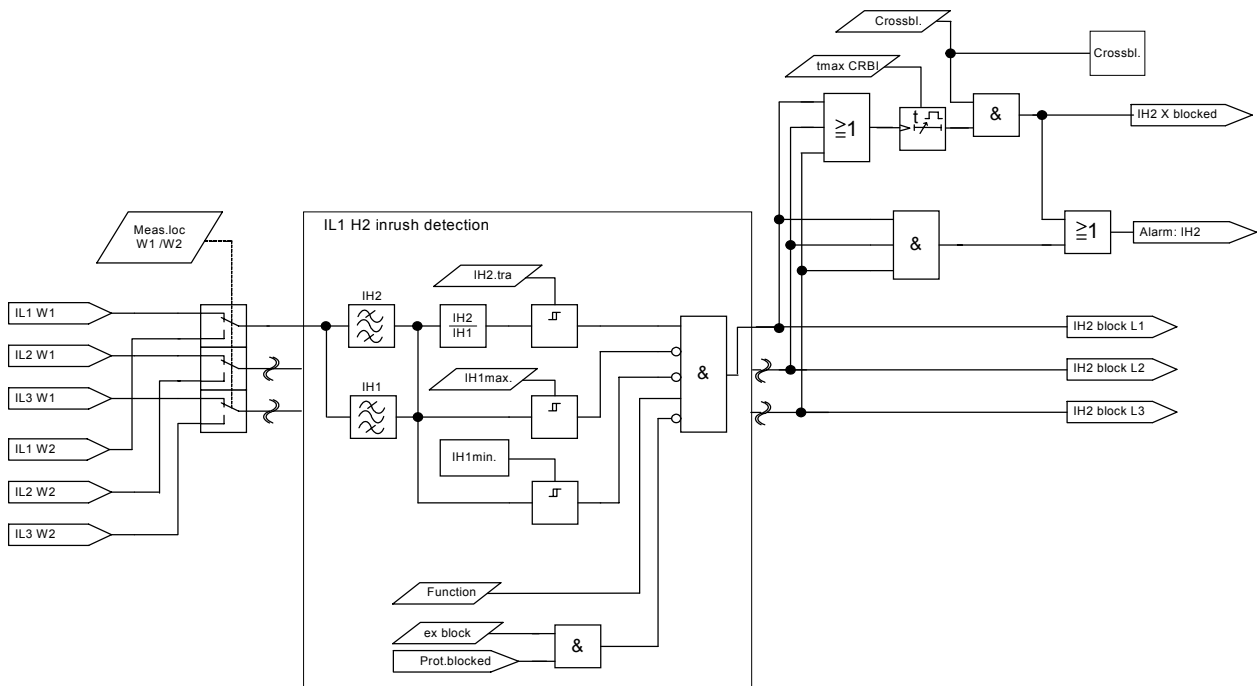 Crossbl.
Crossbl.
tmax CRBl
t
≧1
&
IH2 X blocked
Meas.loc
W1 /W2
IL1 H2 inrush detection
&
≧1
Alarm: IH2
IH2.tra
IL1 W1
IH2
IH2
IH1
IH2 block L1
IL2 W1
IH2 block L2
IL3 W1
IH1
IH1max.
&
IH2 block L3
IL1 W2
IH1min.
IL2 W2
IL3 W2
Function
ex block
&
Prot.blocked